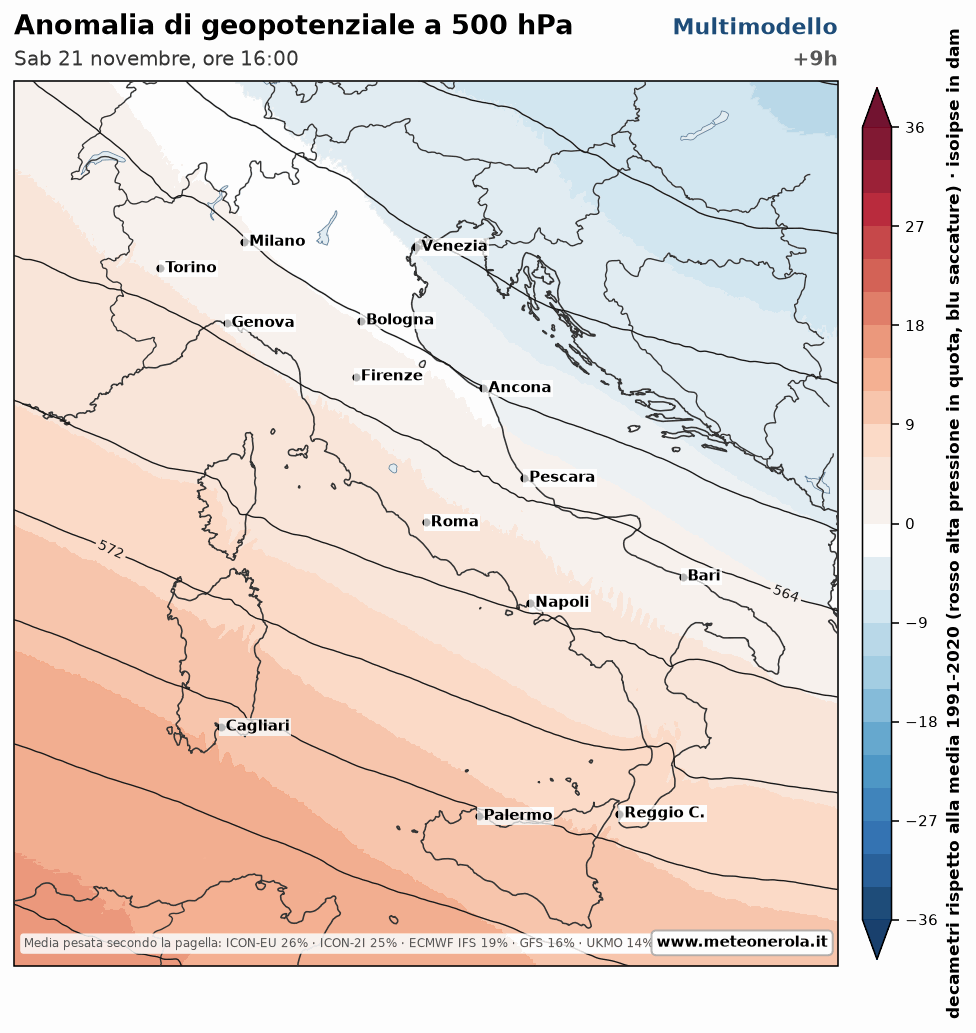 Anomalia di geopotenziale a 500 hPa
Multimodello
Sab 21 novembre, ore 16:00
+9h
Milano
Venezia
Torino
Genova
Bologna
Firenze
Ancona
Pescara
Roma
572
Bari
564
Napoli
Cagliari
Palermo
Reggio C.
Media pesata secondo la pagella: ICON-EU 26% · ICON-2I 25% · ECMWF IFS 19% · GFS 16% · UKMO 14%
www.meteonerola.it
36
27
18
9
0
−9
−18
−27
−36
decametri rispetto alla media 1991-2020 (rosso alta pressione in quota, blu saccature) · isoipse in dam